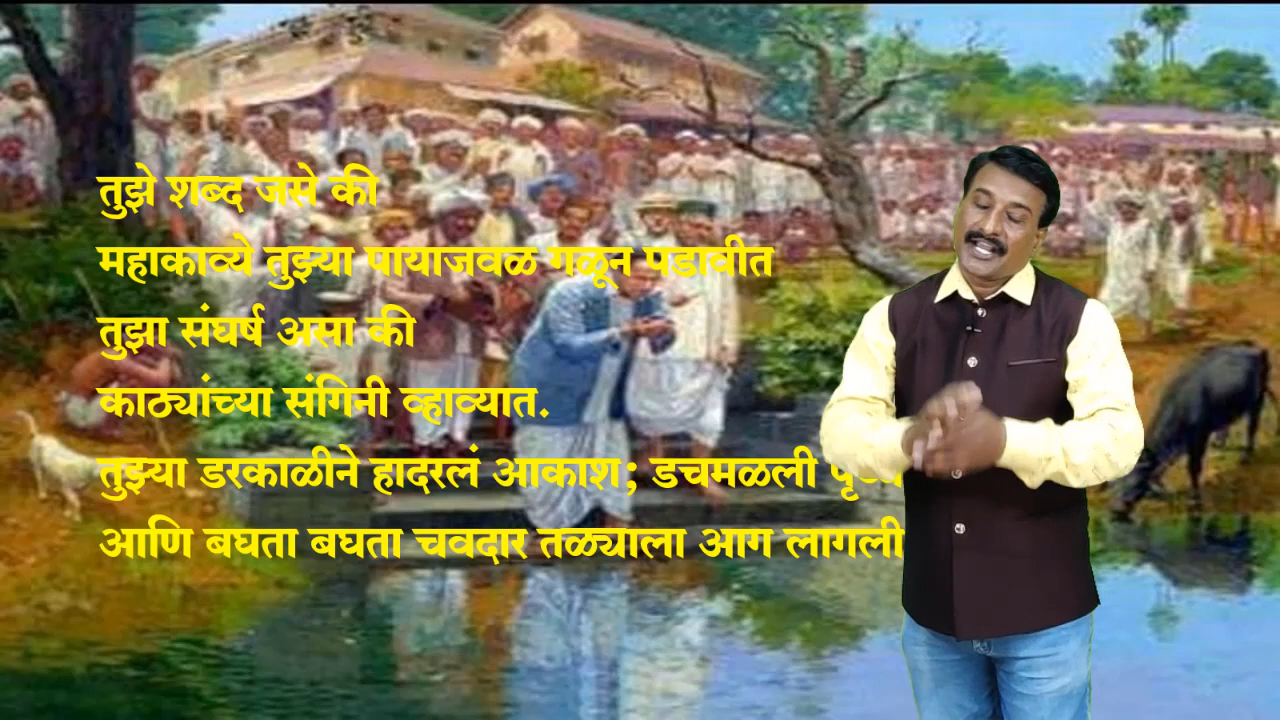 तुझे शब्द जसे की
महाकाव्ये तुझ्या पायाजवळ गळून पडावीत
तुझा संघर्ष असा की
काठ्यांच्या संगिनी व्हाव्यात.
तुझ्या डरकाळीने हादरलं आकाश; डचमळली
आणि बघता बघता चवदार तळ्याला आग लागली